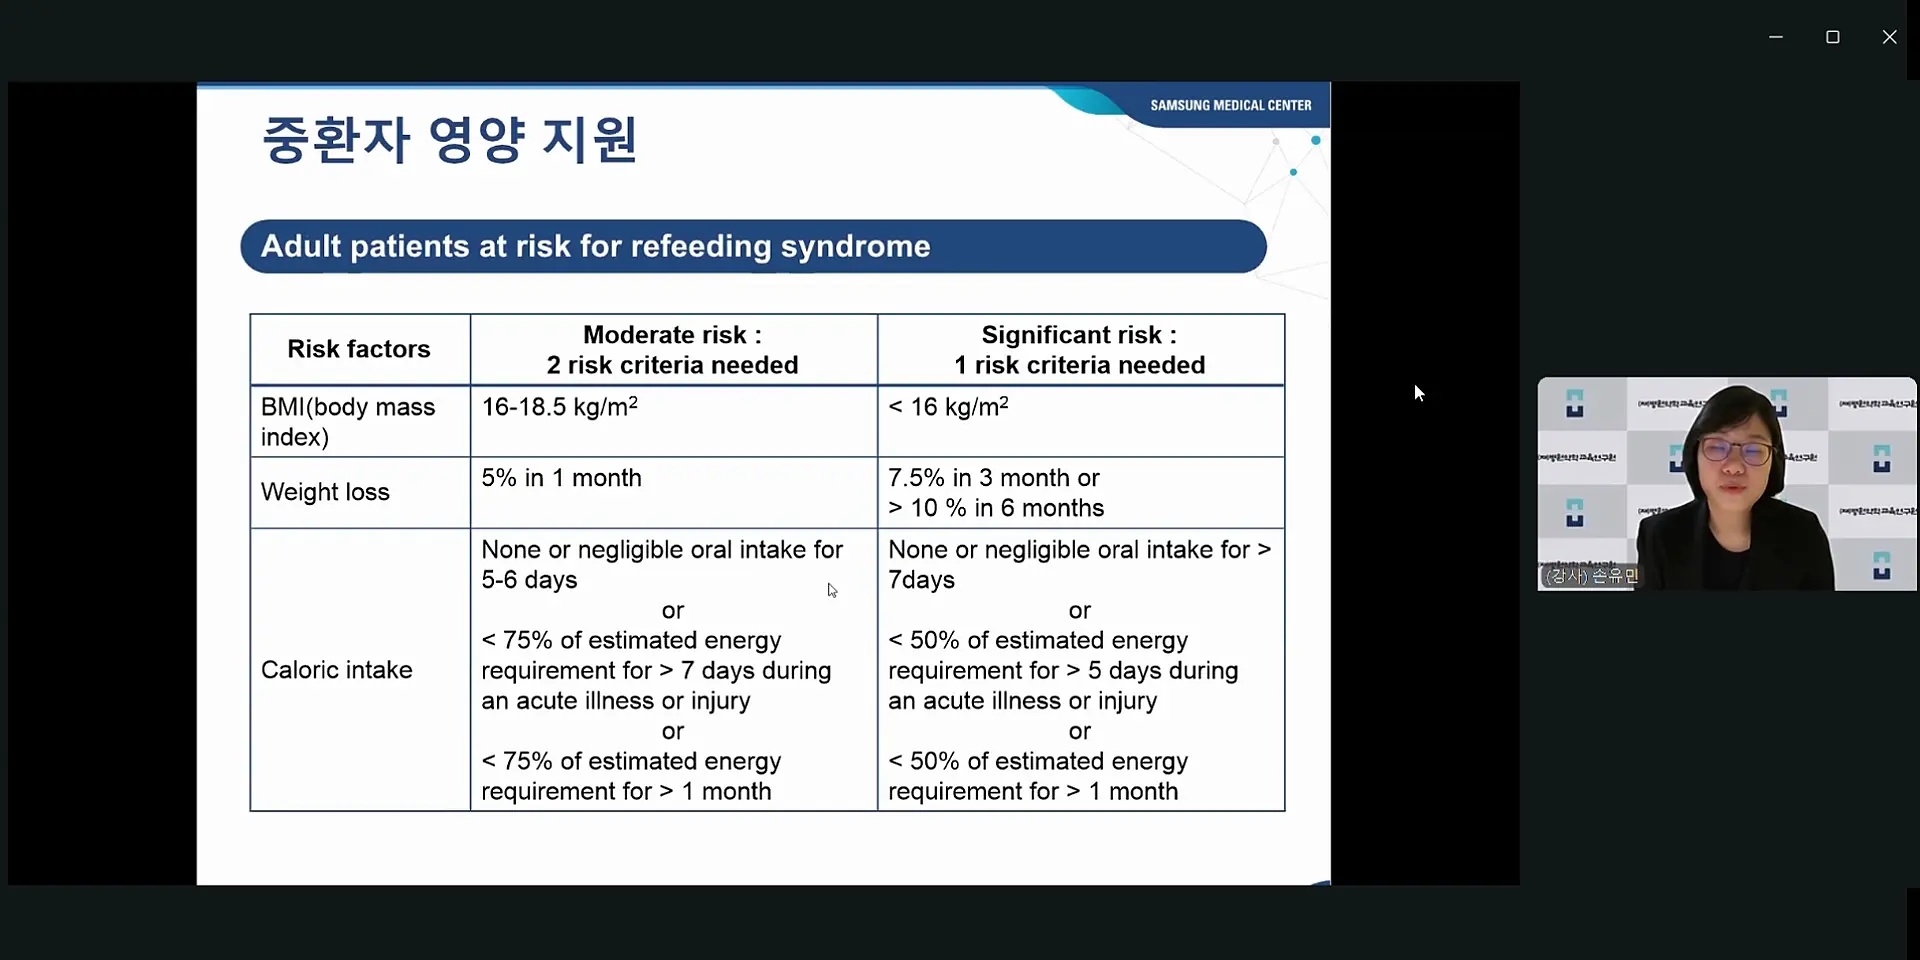 SAMSUNG MEDICAL CENTER
중환자 영양 지원
Adult patients at risk for refeeding syndrome
Risk factors
Moderate risk :
2 risk criteria needed
Significant risk :
1 risk criteria needed
BMI(body mass
index)
16-18.5 kg/m²
< 16 kg/m²
Weight loss
5% in 1 month
7.5% in 3 month or
> 10 % in 6 months
Caloric intake
None or negligible oral intake for
5-6 days
or
< 75% of estimated energy
requirement for > 7 days during
an acute illness or injury
or
< 75% of estimated energy
requirement for > 1 month
None or negligible oral intake for >
7days
or
< 50% of estimated energy
requirement for > 5 days during
an acute illness or injury
or
< 50% of estimated energy
requirement for > 1 month
(강사) 손유민